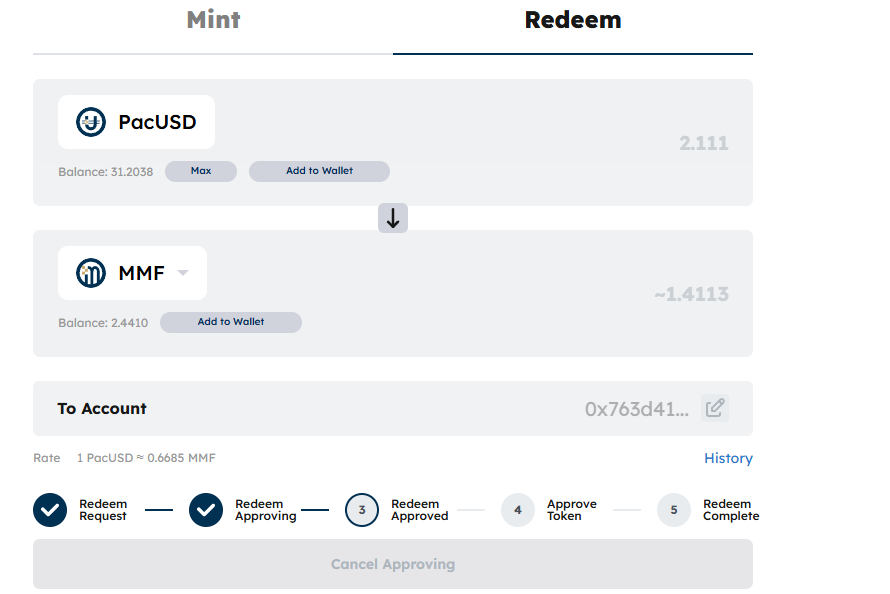 Mint Redeem
PacUSD
2.111
Balance: 31.2038 Max Add to Wallet
MMF
~1.4113
Balance: 2.4410 Add to Wallet
To Account 0x763d41...
Rate 1 PacUSD ≈ 0.6685 MMF History
Redeem
Request
Redeem
Approving
3
Redeem
Approved
4
Approve
Token
5
Redeem
Complete
Cancel Approving